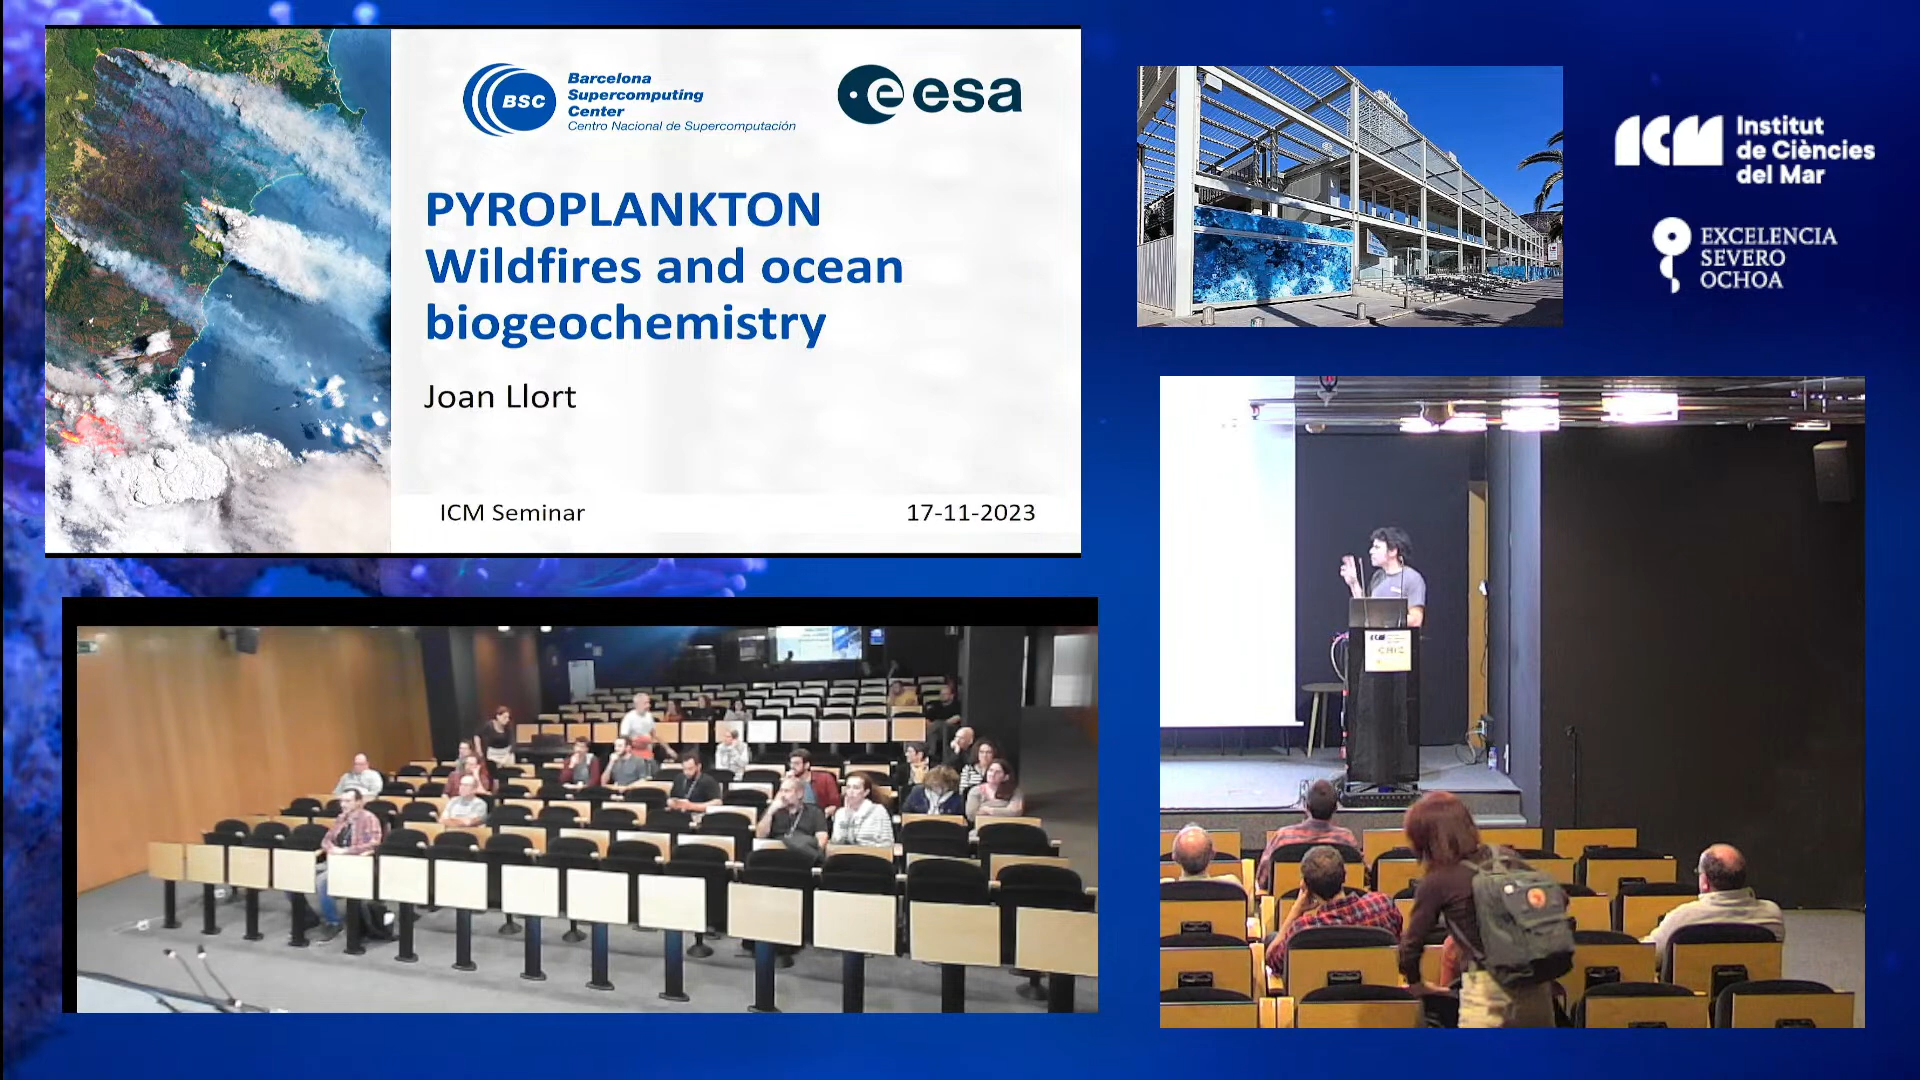 BSC
Barcelona
Supercomputing
Center
Centro Nacional de Supercomputación
esa
PYROPLANKTON
Wildfires and ocean
biogeochemistry
Joan Llort
ICM Seminar
17-11-2023
ICM
Institut
de Ciències
del Mar
EXCELENCIA
SEVERO
OCHOA